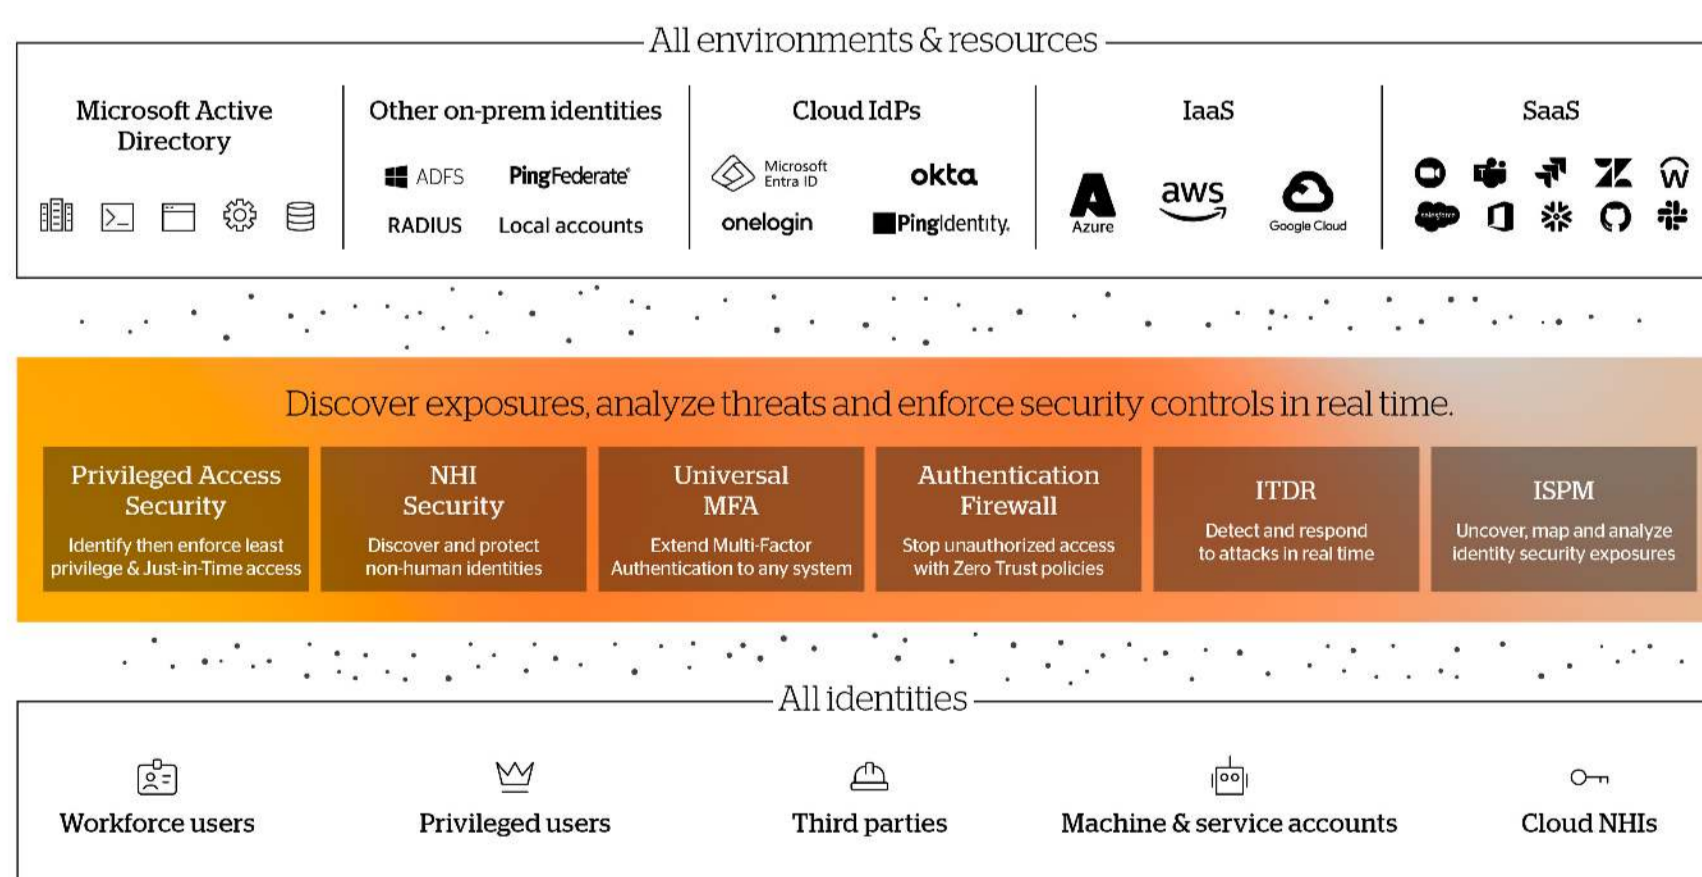 All environments & resources
Microsoft Active
Directory
Other on-prem identities
ADFS
PingFederate®
RADIUS
Local accounts
Cloud IdPs
Microsoft
Entra ID
okta
onelogin
PingIdentity.
IaaS
Azure
aws
Google Cloud
SaaS
salesforce
Discover exposures, analyze threats and enforce security controls in real time.
Privileged Access
Security
Identify then enforce least
privilege & Just-in-Time access
NHI
Security
Discover and protect
non-human identities
Universal
MFA
Extend Multi-Factor
Authentication to any system
Authentication
Firewall
Stop unauthorized access
with Zero Trust policies
ITDR
Detect and respond
to attacks in real time
ISPM
Uncover, map and analyze
identity security exposures
All identities
Workforce users
Privileged users
Third parties
Machine & service accounts
Cloud NHIs